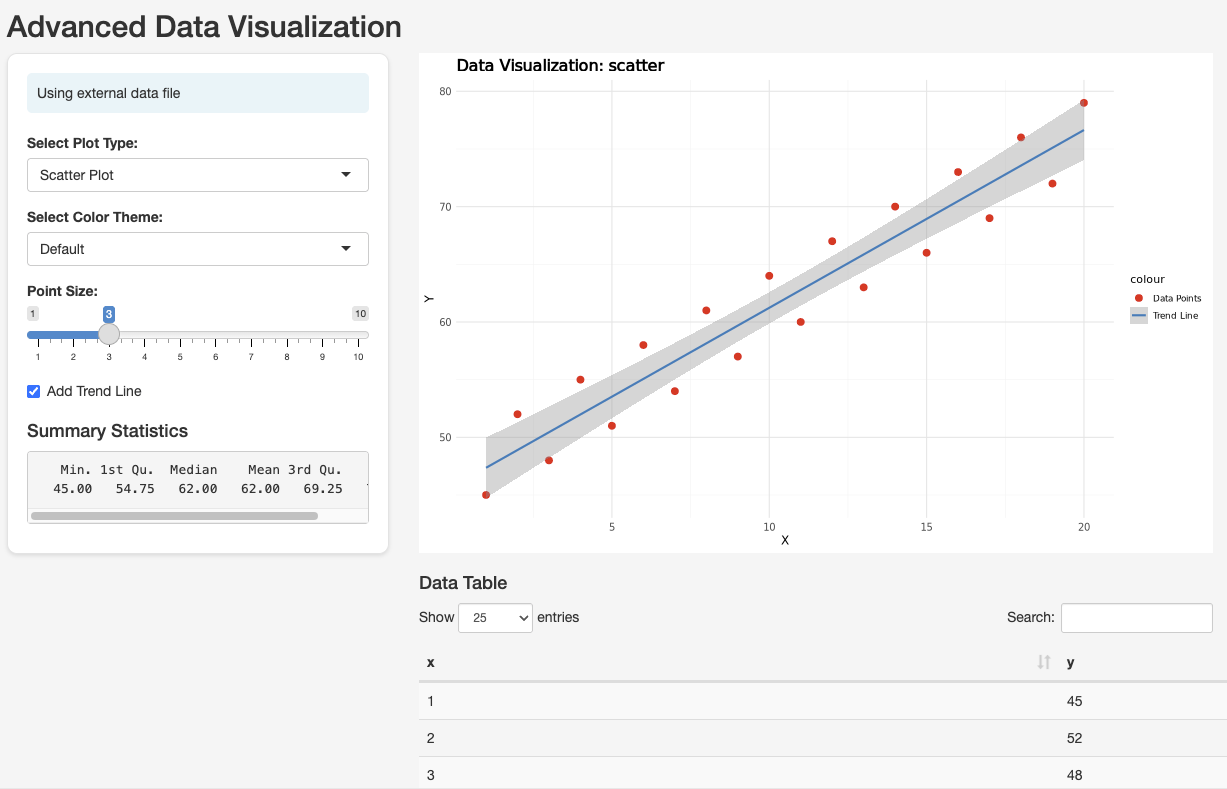 Advanced Data Visualization
Using external data file
Select Plot Type:
Scatter Plot
Select Color Theme:
Default
Point Size:
1 3 10
1 2 3 4 5 6 7 8 9 10
Add Trend Line
Summary Statistics
Min. 1st Qu. Median Mean 3rd Qu.
45.00 54.75 62.00 62.00 69.25
Data Visualization: scatter
80
70
60
50
Y
5 10 15 20
X
colour
Data Points
Trend Line
Data Table
Show 25 entries Search:
x y
1 45
2 52
3 48